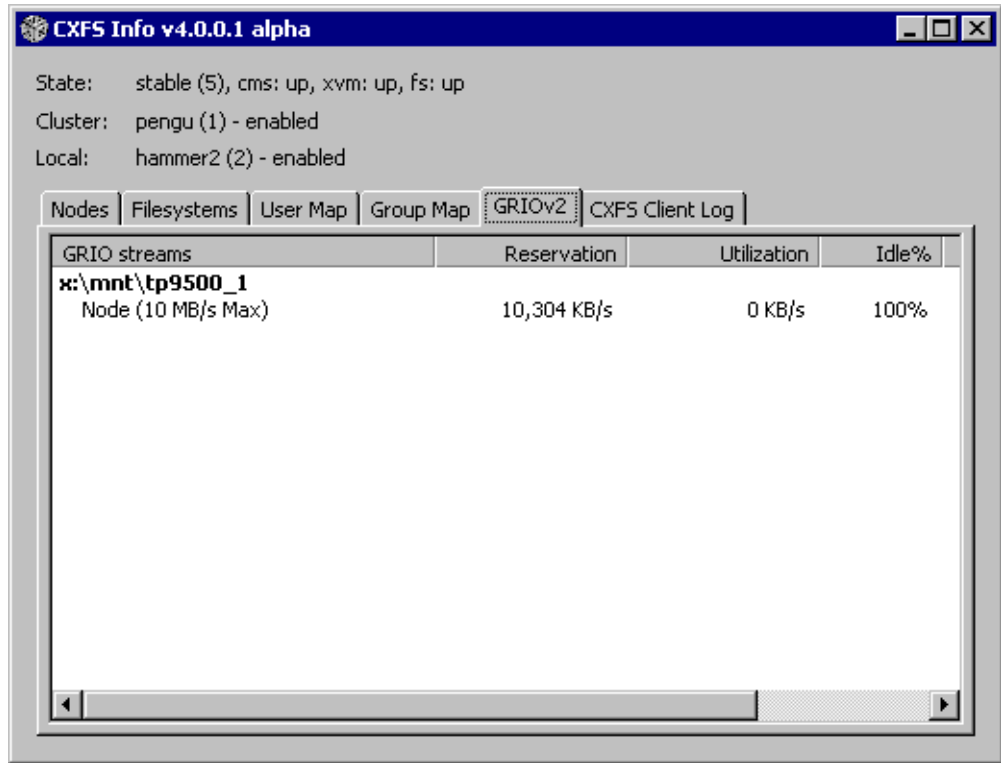 CXFS Info v4.0.0.1 alpha
State: stable (5), cms: up, xvm: up, fs: up
Cluster: pengu (1) - enabled
Local: hammer2 (2) - enabled
Nodes Filesystems User Map Group Map GRIOv2 CXFS Client Log
GRIO streams Reservation Utilization Idle%
x:\mnt\tp9500_1
Node (10 MB/s Max) 10,304 KB/s 0 KB/s 100%